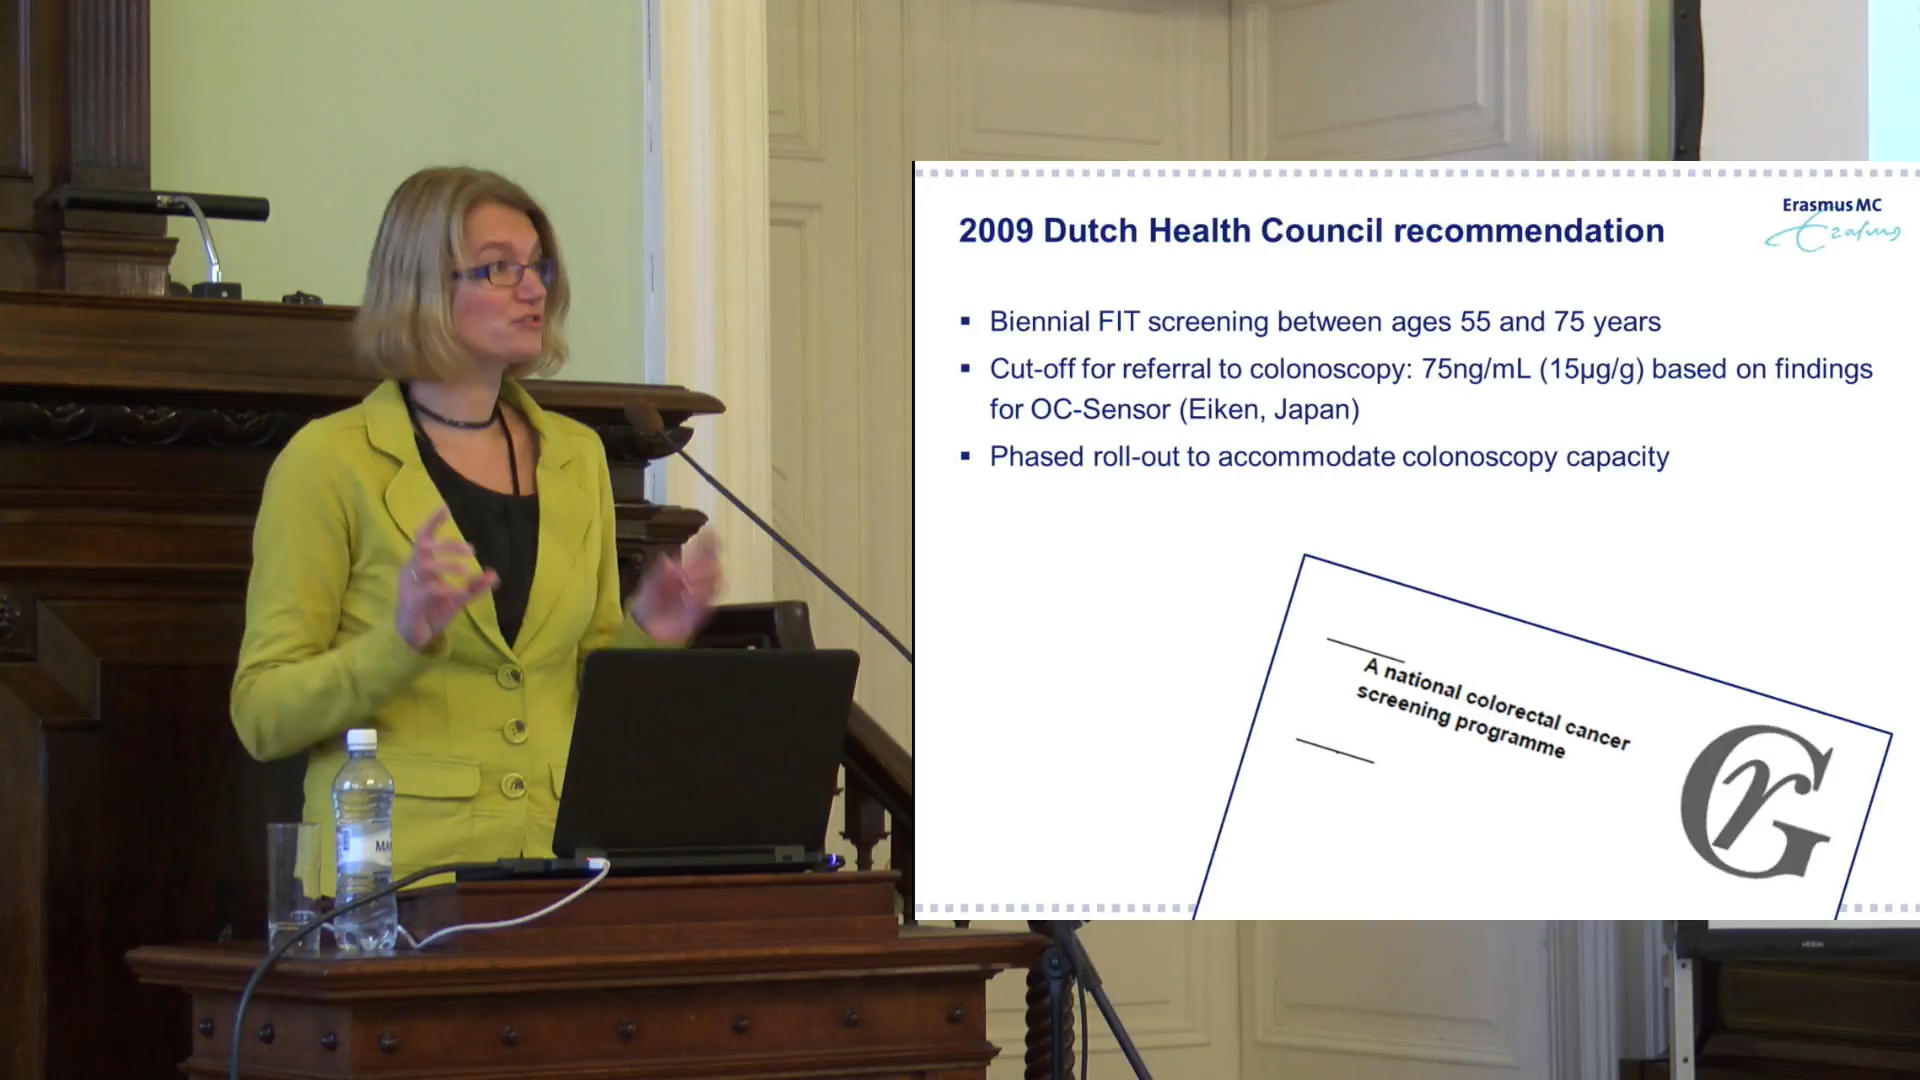 Erasmus MC
Erasmus
2009 Dutch Health Council recommendation
▪ Biennial FIT screening between ages 55 and 75 years
▪ Cut-off for referral to colonoscopy: 75ng/mL (15µg/g) based on findings
for OC-Sensor (Eiken, Japan)
▪ Phased roll-out to accommodate colonoscopy capacity
A national colorectal cancer
screening programme
Gr